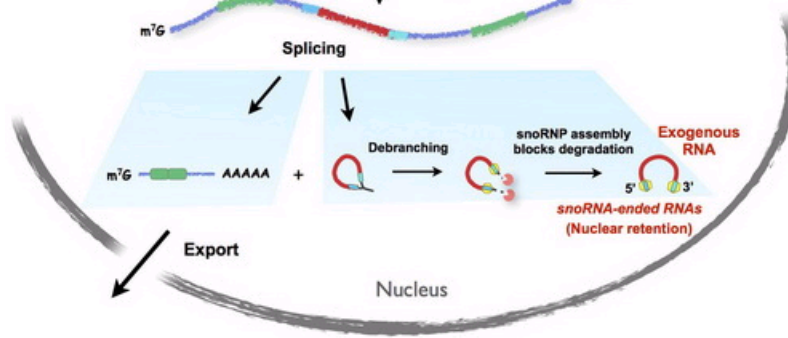 m⁷G
Splicing
m⁷G
AAAAA
+
Debranching
snoRNP assembly
blocks degradation
Exogenous
RNA
5'
3'
snoRNA-ended RNAs
(Nuclear retention)
Export
Nucleus